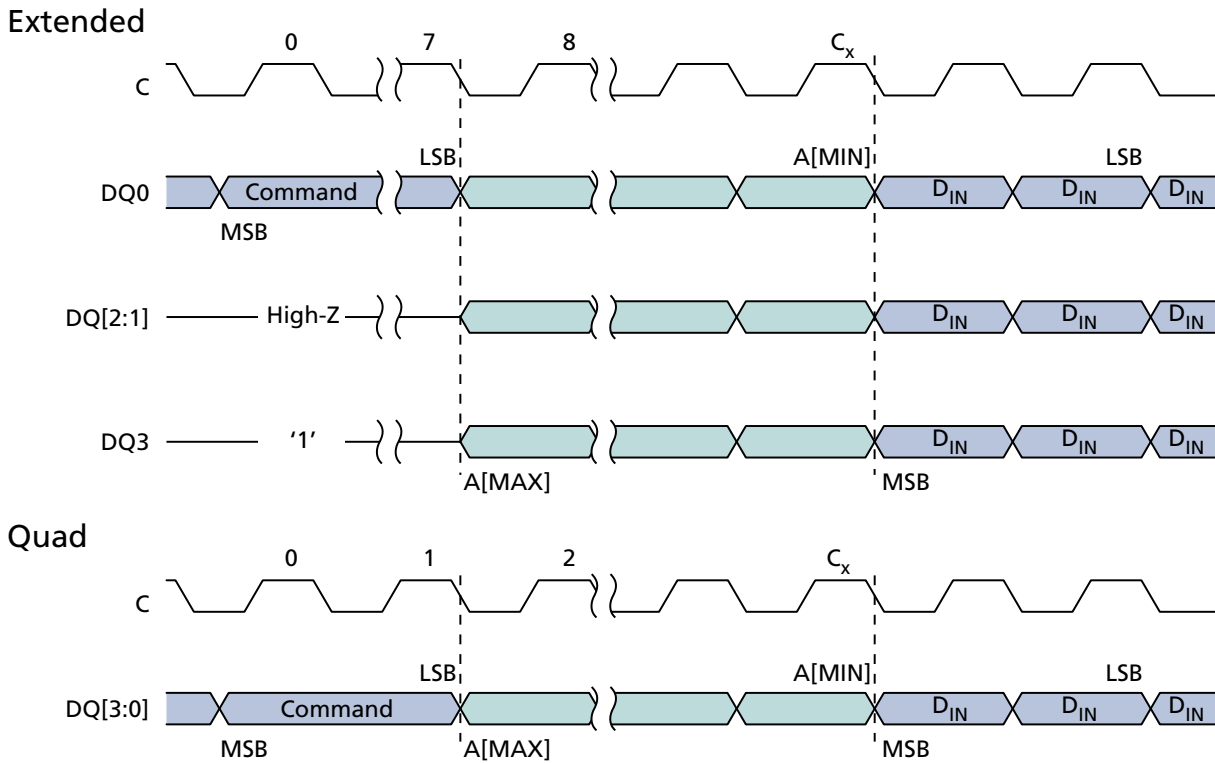 Extended
0 7 8 Cx
C
LSB A[MIN] LSB
DQ0 Command DIN DIN DIN
MSB
DQ[2:1] High-Z DIN DIN DIN
DQ3 '1' DIN DIN DIN
A[MAX] MSB
Quad
0 1 2 Cx
C
LSB A[MIN] LSB
DQ[3:0] Command DIN DIN DIN
MSB A[MAX] MSB